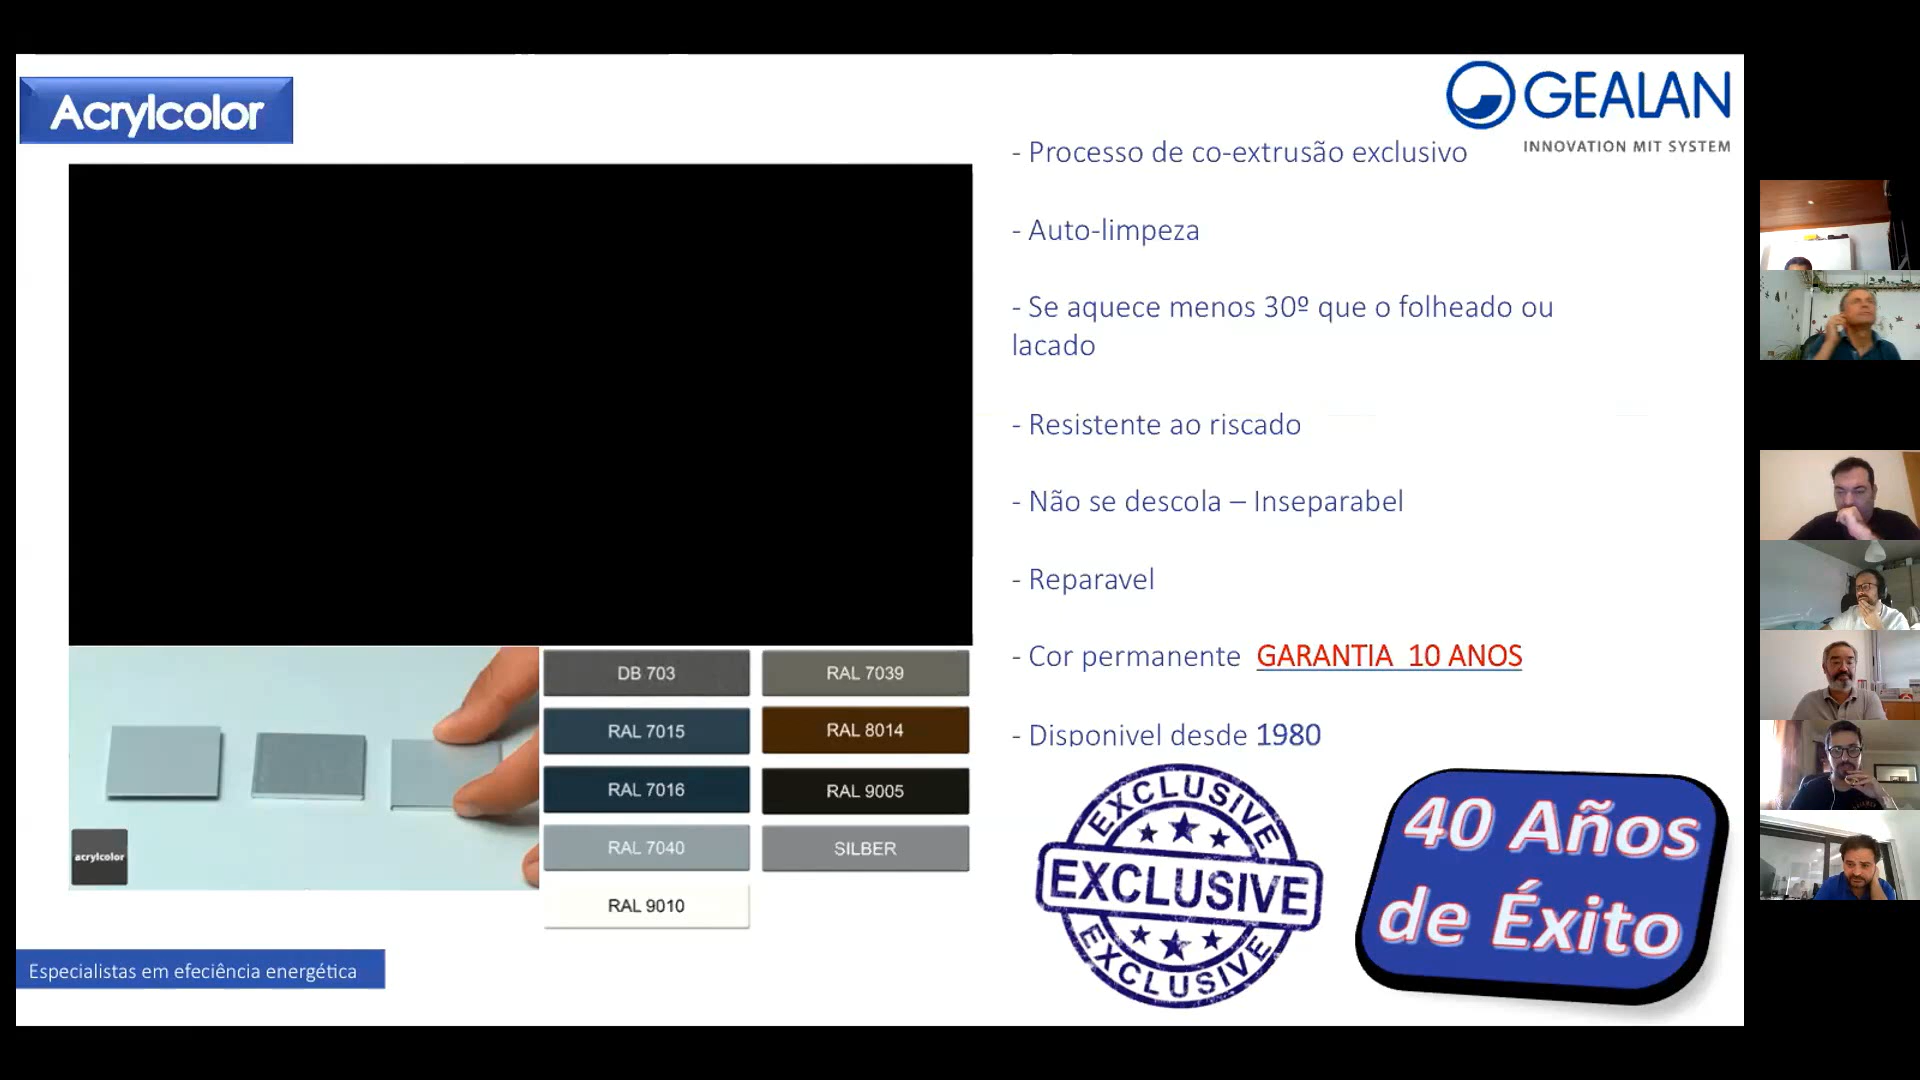 Acrylcolor
GEALAN
INNOVATION MIT SYSTEM
- Processo de co-extrusão exclusivo
- Auto-limpeza
- Se aquece menos 30º que o folheado ou
lacado
- Resistente ao riscado
- Não se descola – Inseparabel
- Reparavel
- Cor permanente GARANTIA 10 ANOS
- Disponivel desde 1980
acrylcolor
DB 703
RAL 7039
RAL 7015
RAL 8014
RAL 7016
RAL 9005
RAL 7040
SILBER
RAL 9010
EXCLUSIVE
EXCLUSIVE
EXCLUSIVE
40 Años
de Éxito
Especialistas em efeciência energética